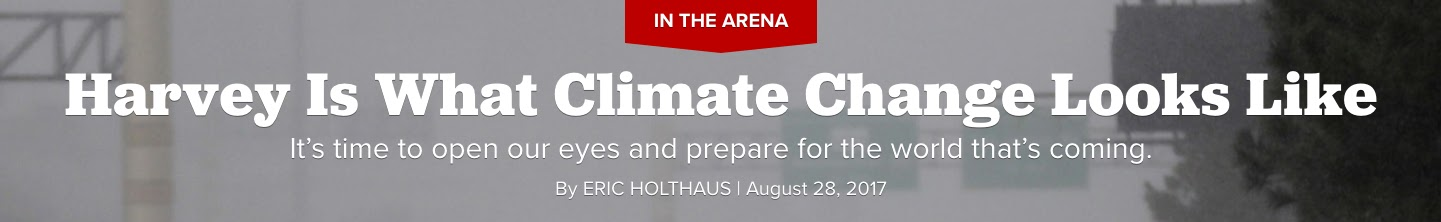 IN THE ARENA
Harvey Is What Climate Change Looks Like
It's time to open our eyes and prepare for the world that's coming.
By ERIC HOLTHAUS | August 28, 2017